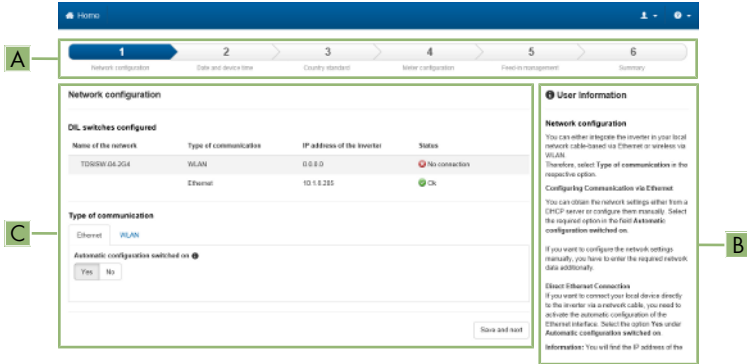 Home
1 2 3 4 5 6
Network configuration Date and device time Country standard Meter configuration Feed-in management Summary
A
Network configuration
DIL switches configured
Name of the network Type of communication IP address of the inverter Status
WLAN 0.0.0.0 No connection
Ethernet Ok
Type of communication
Ethernet WLAN
Automatic configuration switched on
Yes No
Save and next
C
User Information
Network configuration
You can either integrate the inverter in your local
network cable-based via Ethernet or wireless via
WLAN.
Therefore, select Type of communication in the
respective option.
Configuring Communication via Ethernet
You can obtain the network settings either from a
DHCP server or configure them manually. Select
the required option in the field Automatic
configuration switched on.
If you want to configure the network settings
manually, you have to enter the required network
data additionally.
Direct Ethernet Connection
If you want to connect your local device directly
to the inverter via a network cable, you need to
activate the automatic configuration of the
Ethernet interface. Select the option Yes under
Automatic configuration switched on.
Information: You will find the IP address of the
B